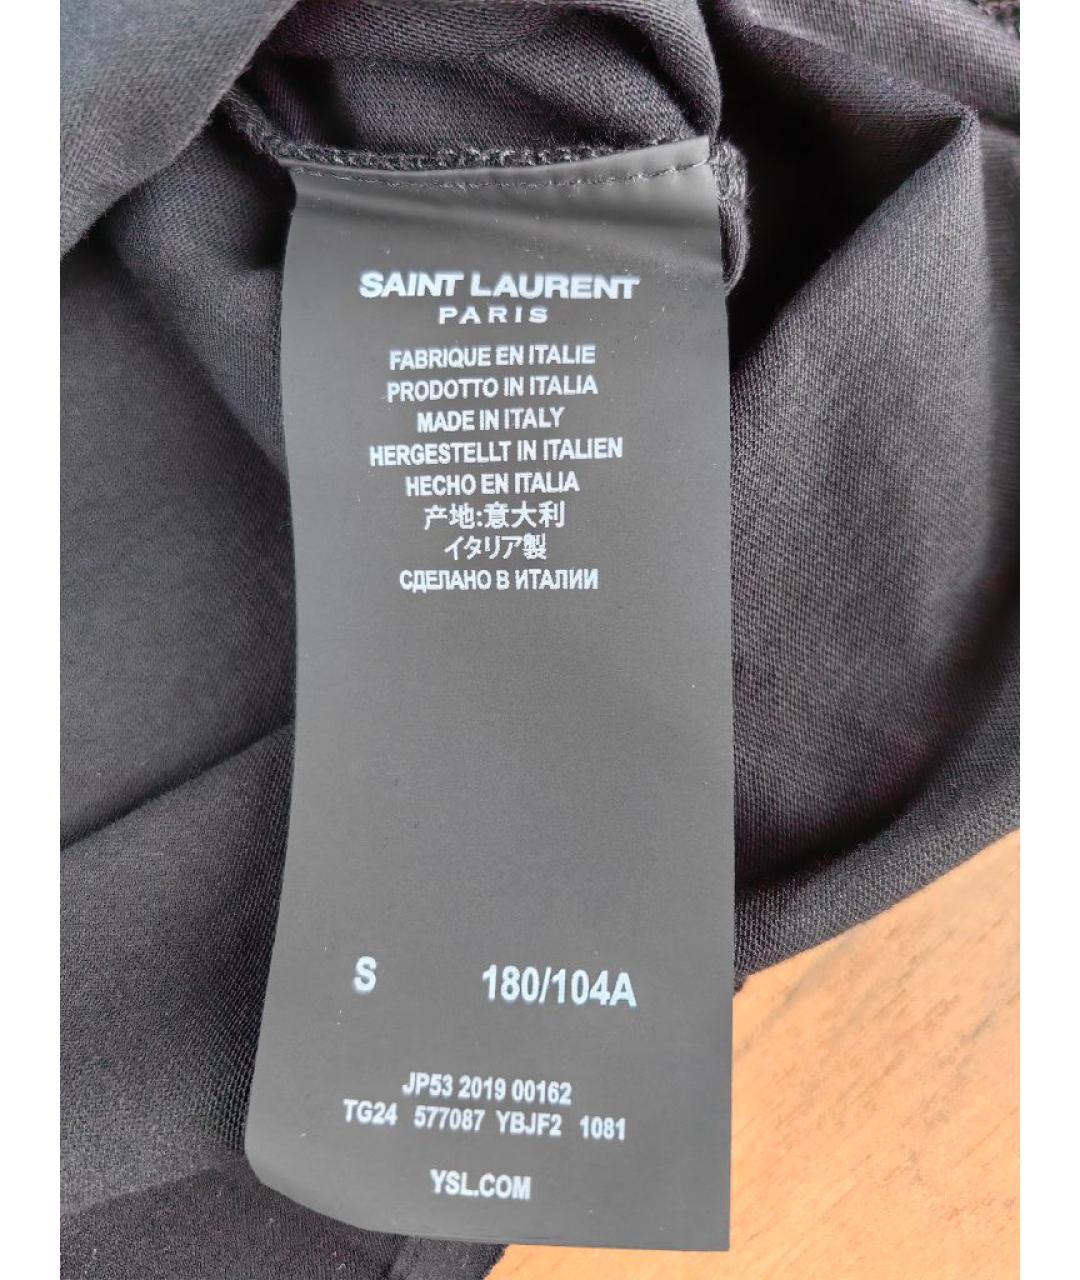 SAINT LAURENT
PARIS
FABRIQUE EN ITALIE
PRODOTTO IN ITALIA
MADE IN ITALY
HERGESTELLT IN ITALIEN
HECHO EN ITALIA
产地:意大利
イタリア製
СДЕЛАНО В ИТАЛИИ
S 180/104A
JP53 2019 00162
TG24 577087 YBJF2 1081
YSL.COM